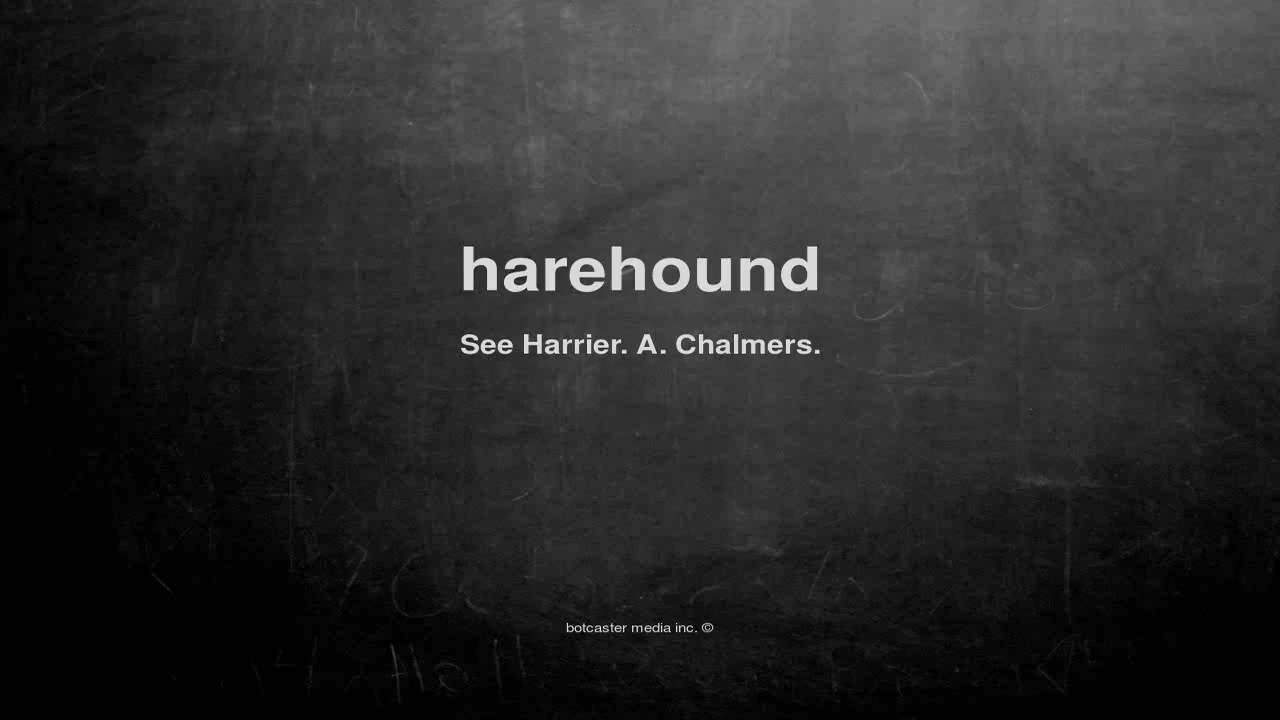 harehound
See Harrier. A. Chalmers.
botcaster media inc. ©